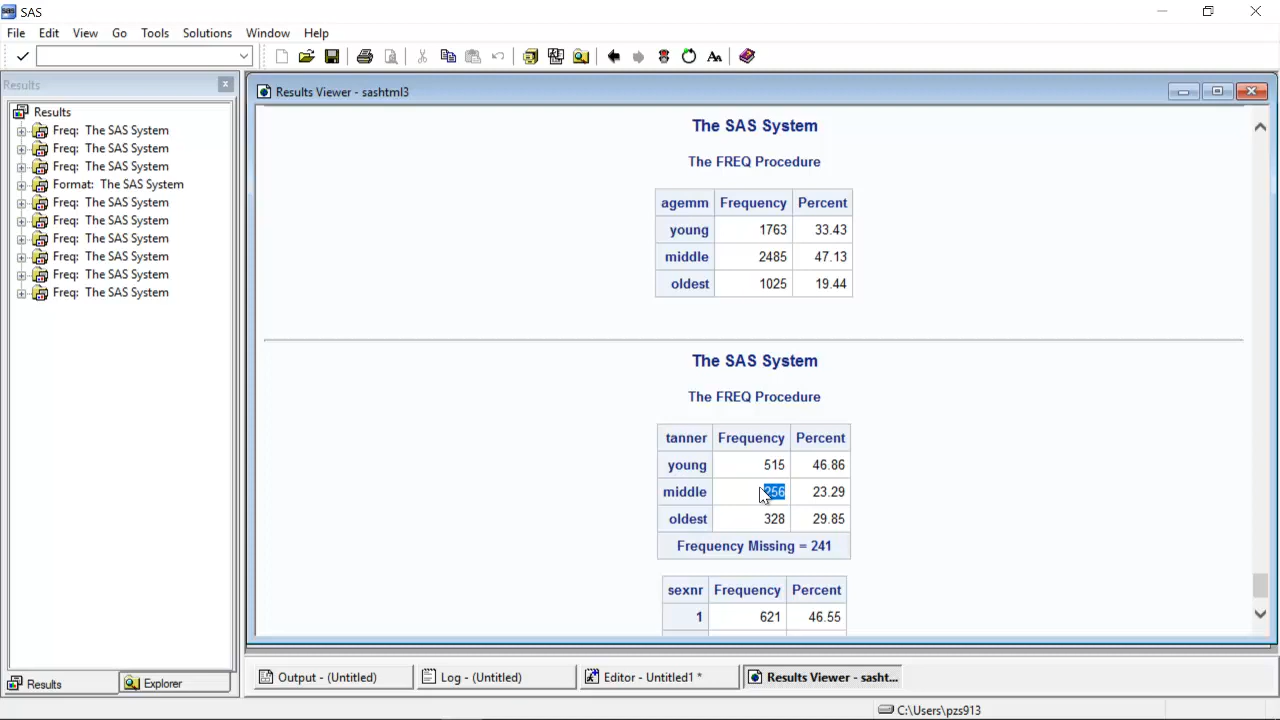 SAS
File Edit View Go Tools Solutions Window Help
Results
Results Viewer - sashtml3
Results
Freq: The SAS System
Freq: The SAS System
Freq: The SAS System
Format: The SAS System
Freq: The SAS System
Freq: The SAS System
Freq: The SAS System
Freq: The SAS System
Freq: The SAS System
Freq: The SAS System
The SAS System
The FREQ Procedure
agemm Frequency Percent
young 1763 33.43
middle 2485 47.13
oldest 1025 19.44
The SAS System
The FREQ Procedure
tanner Frequency Percent
young 515 46.86
middle 256 23.29
oldest 328 29.85
Frequency Missing = 241
sexnr Frequency Percent
1 621 46.55
Results Explorer
Output - (Untitled) Log - (Untitled) Editor - Untitled1 * Results Viewer - sasht...
C:\Users\pzs913